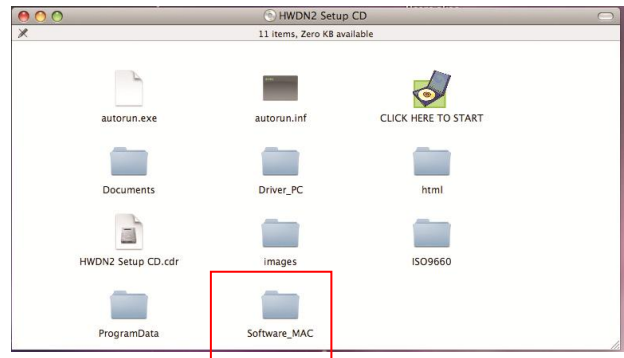 HWDN2 Setup CD
11 items, Zero KB available
autorun.exe autorun.inf CLICK HERE TO START
Documents Driver_PC html
HWDN2 Setup CD.cdr images ISO9660
ProgramData Software_MAC